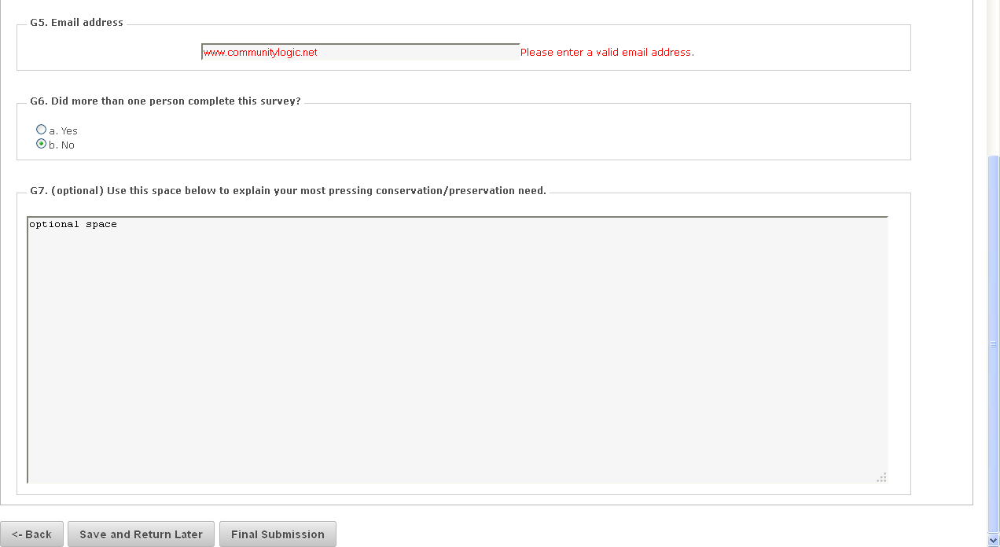 G5. Email address
www.communitylogic.net Please enter a valid email address.
G6. Did more than one person complete this survey?
a. Yes
b. No
G7. (optional) Use this space below to explain your most pressing conservation/preservation need.
optional space
<- Back Save and Return Later Final Submission